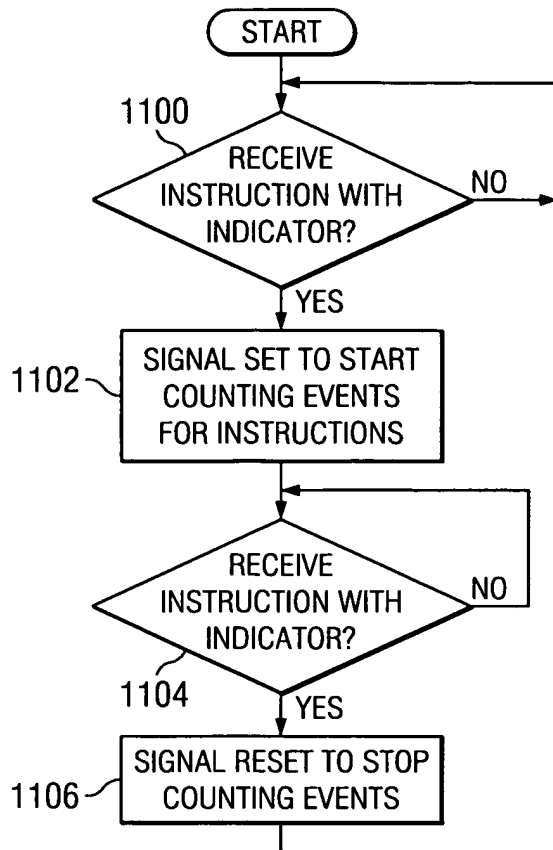 START
1100
RECEIVE
INSTRUCTION WITH
INDICATOR?
NO
YES
1102
SIGNAL SET TO START
COUNTING EVENTS
FOR INSTRUCTIONS
RECEIVE
INSTRUCTION WITH
INDICATOR?
NO
1104
YES
1106
SIGNAL RESET TO STOP
COUNTING EVENTS